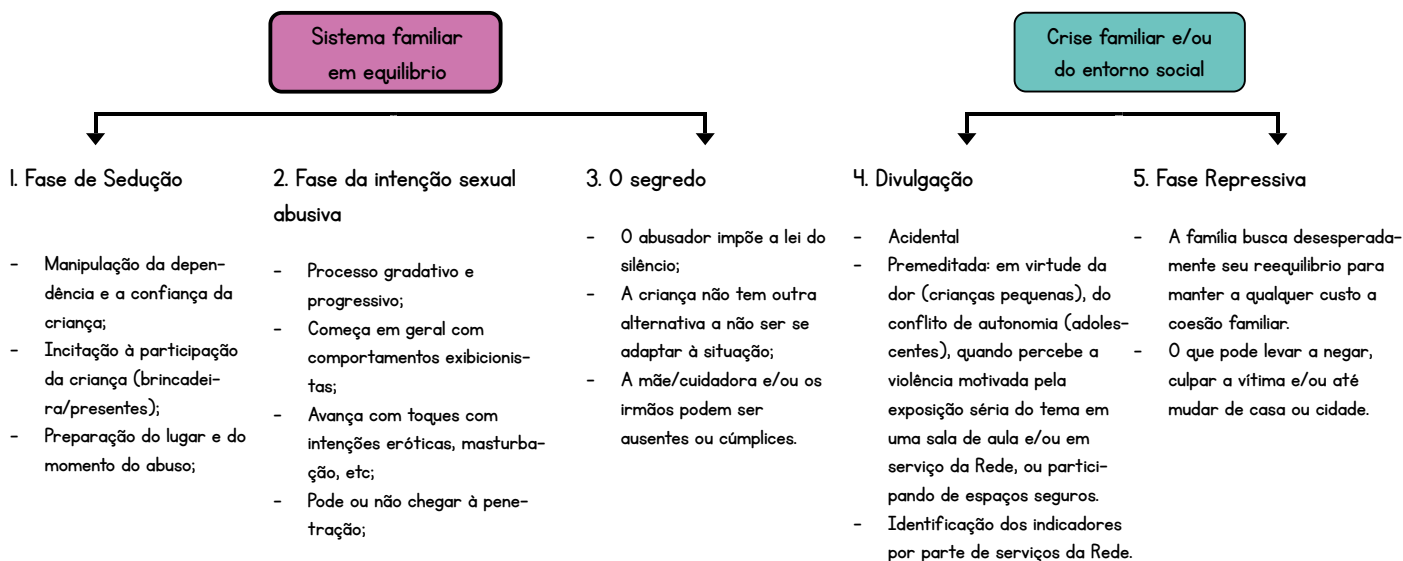 Sistema familiar
em equilibrio
Crise familiar e/ou
do entorno social
1. Fase de Sedução
- Manipulação da depen-
dência e a confiança da
criança;
- Incitação à participação
da criança (brincadei-
ra/presentes);
- Preparação do lugar e do
momento do abuso;
2. Fase da intenção sexual
abusiva
- Processo gradativo e
progressivo;
- Começa em geral com
comportamentos exibicionis-
tas;
- Avança com toques com
intenções eróticas, masturba-
ção, etc;
- Pode ou não chegar à pene-
tração;
3. O segredo
- O abusador impõe a lei do
silêncio;
- A criança não tem outra
alternativa a não ser se
adaptar à situação;
- A mãe/cuidadora e/ou os
irmãos podem ser
ausentes ou cúmplices.
4. Divulgação
- Acidental
- Premeditada: em virtude da
dor (crianças pequenas), do
conflito de autonomia (adoles-
centes), quando percebe a
violência motivada pela
exposição séria do tema em
uma sala de aula e/ou em
serviço da Rede, ou partici-
pando de espaços seguros.
- Identificação dos indicadores
por parte de serviços da Rede.
5. Fase Repressiva
- A família busca desesperada-
mente seu reequilibrio para
manter a qualquer custo a
coesão familiar.
- O que pode levar a negar,
culpar a vítima e/ou até
mudar de casa ou cidade.